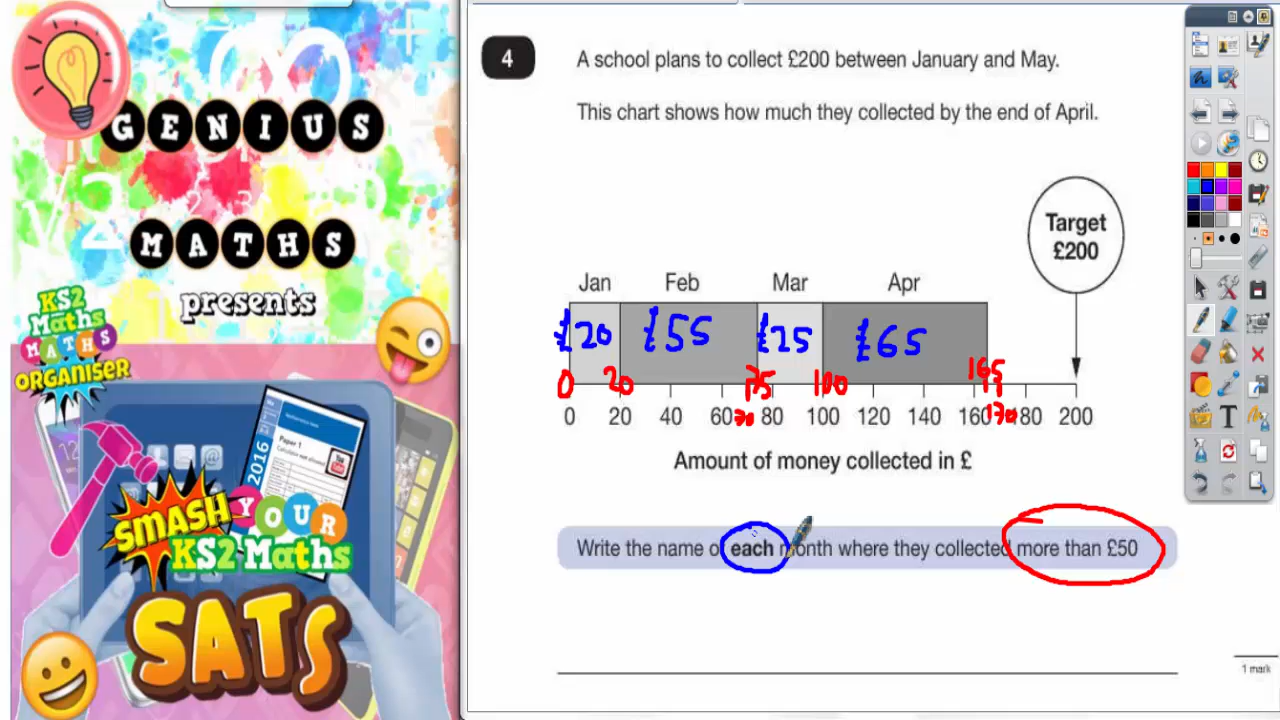 GENIUS
MATHS
presents
KS2
Maths
MATHS
ORGANISER
2016
Paper 1
You
Tube
SMASH YOUR
KS2 Maths
SATS
4
A school plans to collect £200 between January and May.
This chart shows how much they collected by the end of April.
Target
£200
Jan Feb Mar Apr
£20 £55 £25 £65
0 20 75 100 165
70 170
0 20 40 60 80 100 120 140 160 180 200
Amount of money collected in £
Write the name of each month where they collected more than £50
1 mark
T